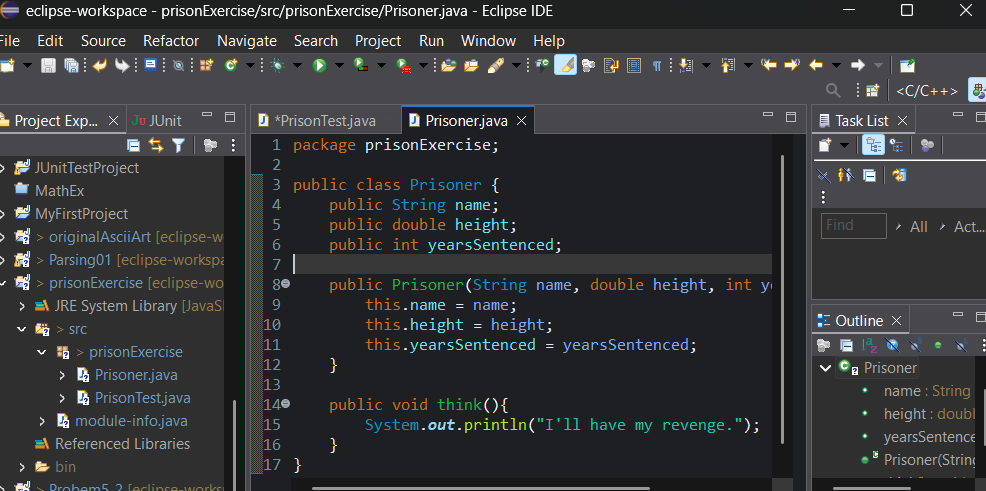 eclipse-workspace - prisonExercise/src/prisonExercise/Prisoner.java - Eclipse IDE
File Edit Source Refactor Navigate Search Project Run Window Help
<C/C++>
Project Exp...
JUnit
JUnitTestProject
MathEx
MyFirstProject
> originalAsciiArt [eclipse-w
> Parsing01 [eclipse-workspa
> prisonExercise [eclipse-wo
JRE System Library [JavaS
> src
> prisonExercise
> Prisoner.java
> PrisonTest.java
module-info.java
Referenced Libraries
bin
> Probem5_2 [eclipse-works
*PrisonTest.java
Prisoner.java
1 package prisonExercise;
2
3 public class Prisoner {
4 public String name;
5 public double height;
6 public int yearsSentenced;
7
8 public Prisoner(String name, double height, int y
9 this.name = name;
10 this.height = height;
11 this.yearsSentenced = yearsSentenced;
12 }
13
14 public void think(){
15 System.out.println("I'll have my revenge.");
16 }
17 }
Task List
Find
All
Act...
Outline
Prisoner
name : String
height : doubl
yearsSentence
Prisoner(String